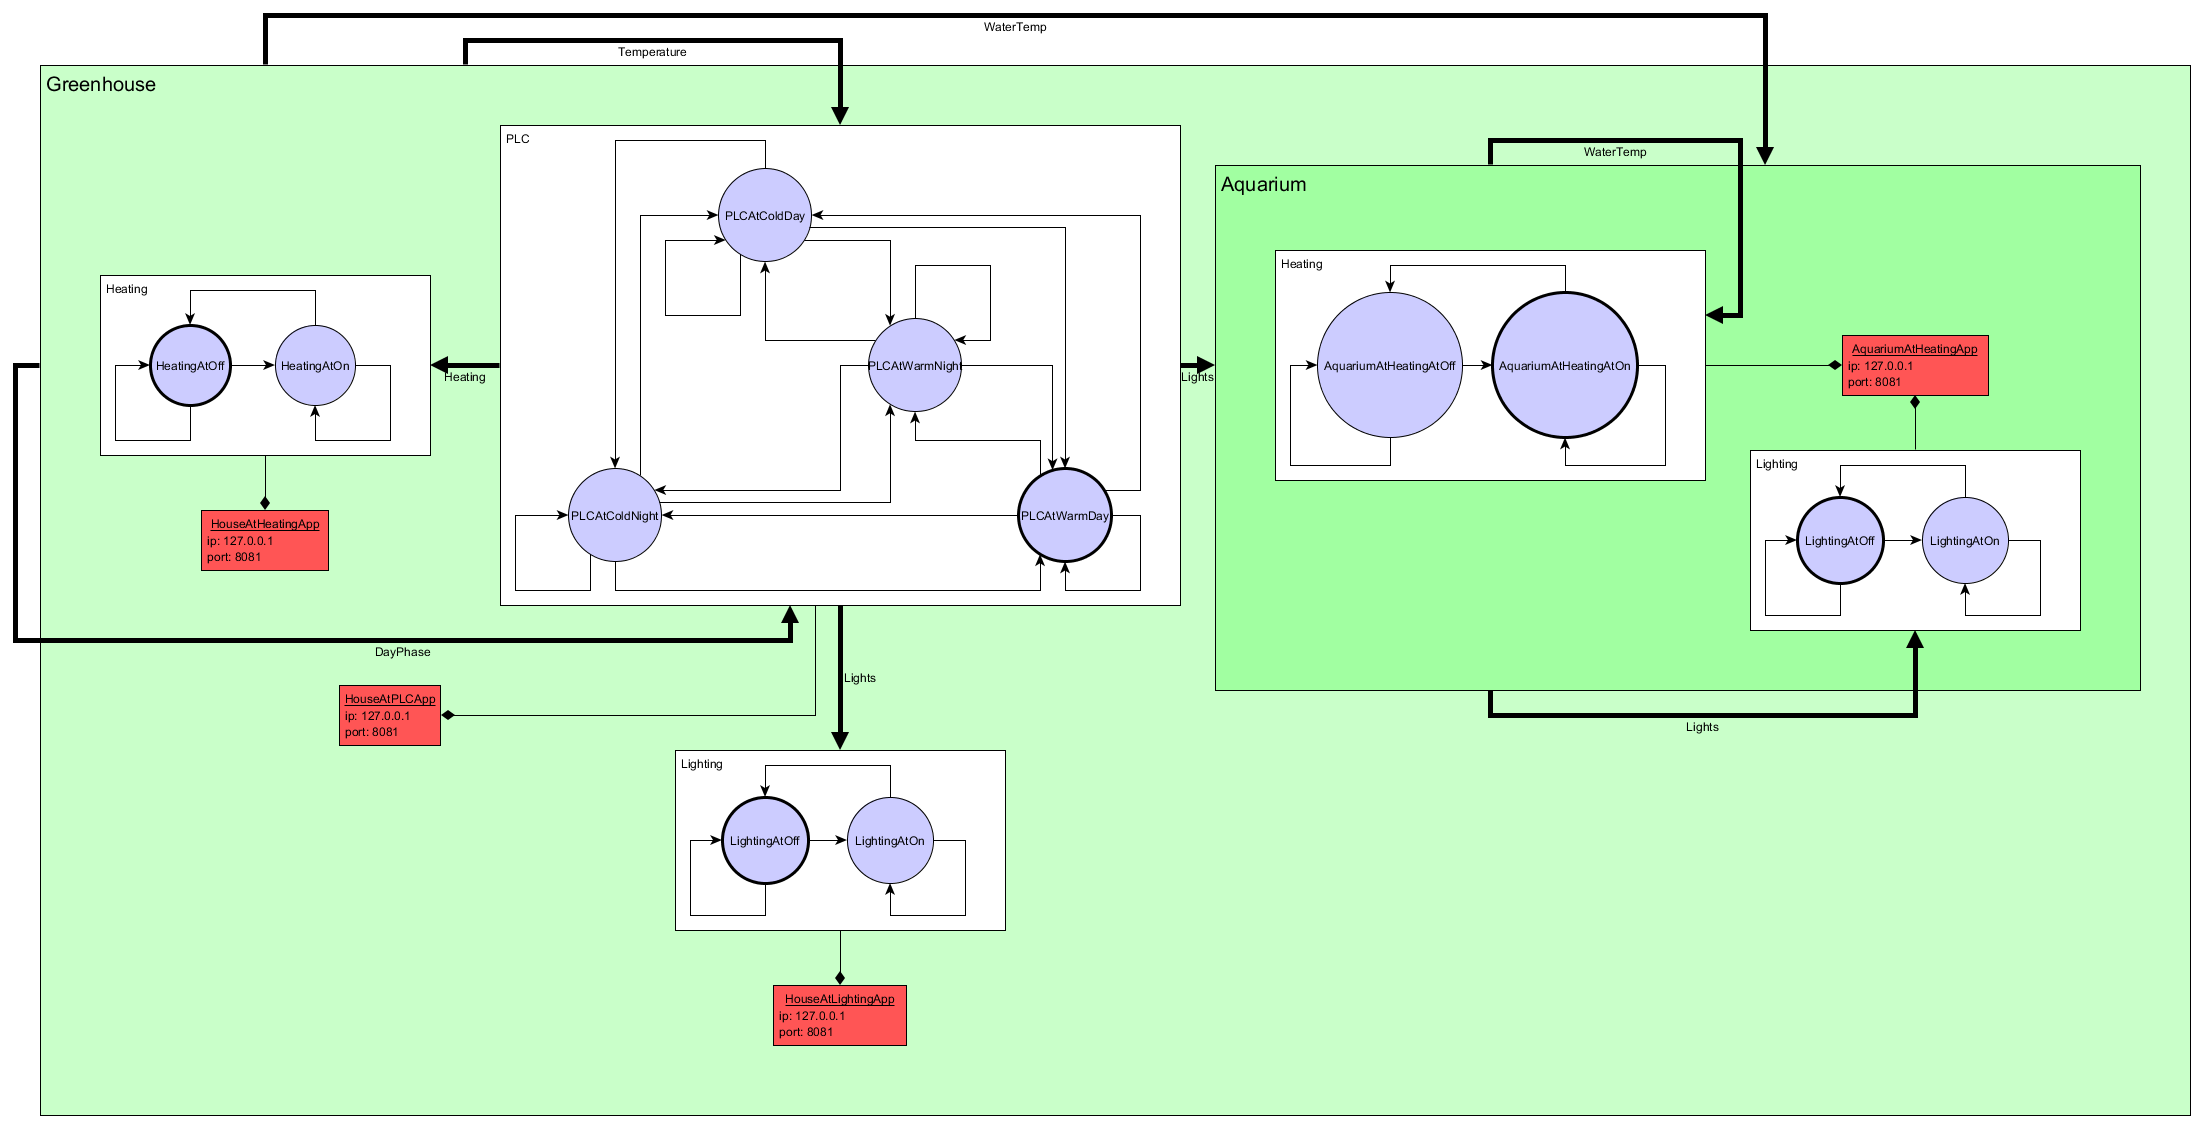 WaterTemp
Temperature
Greenhouse
PLC
WaterTemp
Aquarium
PLCAtColdDay
Heating
Heating
AquariumAtHeatingAtOff
AquariumAtHeatingAtOn
HeatingAtOff
HeatingAtOn
Heating
PLCAtWarmNight
Lights
AquariumAtHeatingApp
ip: 127.0.0.1
port: 8081
Lighting
LightingAtOff
LightingAtOn
PLCAtColdNight
PLCAtWarmDay
HouseAtHeatingApp
ip: 127.0.0.1
port: 8081
DayPhase
Lights
HouseAtPLCApp
ip: 127.0.0.1
port: 8081
Lights
Lighting
LightingAtOff
LightingAtOn
HouseAtLightingApp
ip: 127.0.0.1
port: 8081